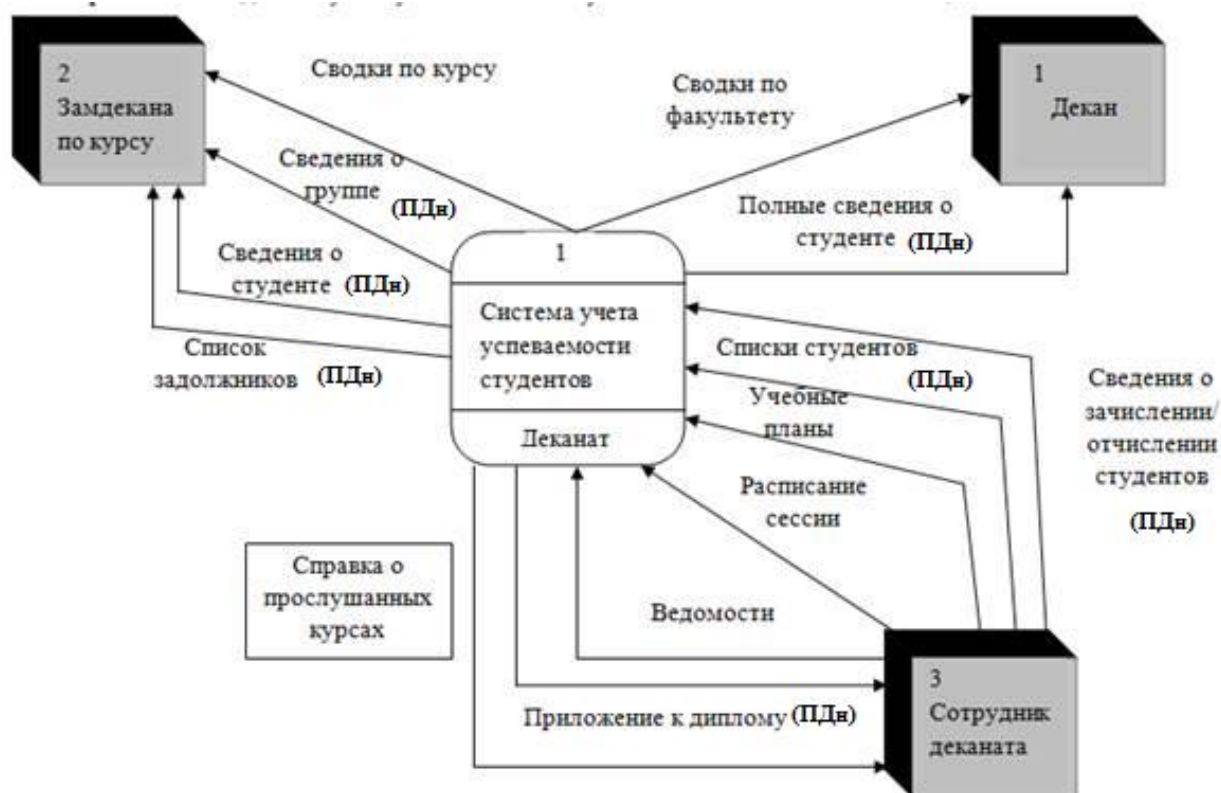 2
Замдекана
по курсу
Сводки по курсу
Сводки по
факультету
1
Декан
Сведения о
группе (ПДн)
Полные сведения о
студенте (ПДн)
Сведения о
студенте (ПДн)
1
Система учета
успеваемости
студентов
Деканат
Список
задолжников (ПДн)
Списки студентов
(ПДн)
Учебные
планы
Сведения о
зачислении/
отчислении
студентов
(ПДн)
Расписание
сессии
Справка о
прослушанных
курсах
Ведомости
Приложение к диплому (ПДн)
3
Сотрудник
деканата